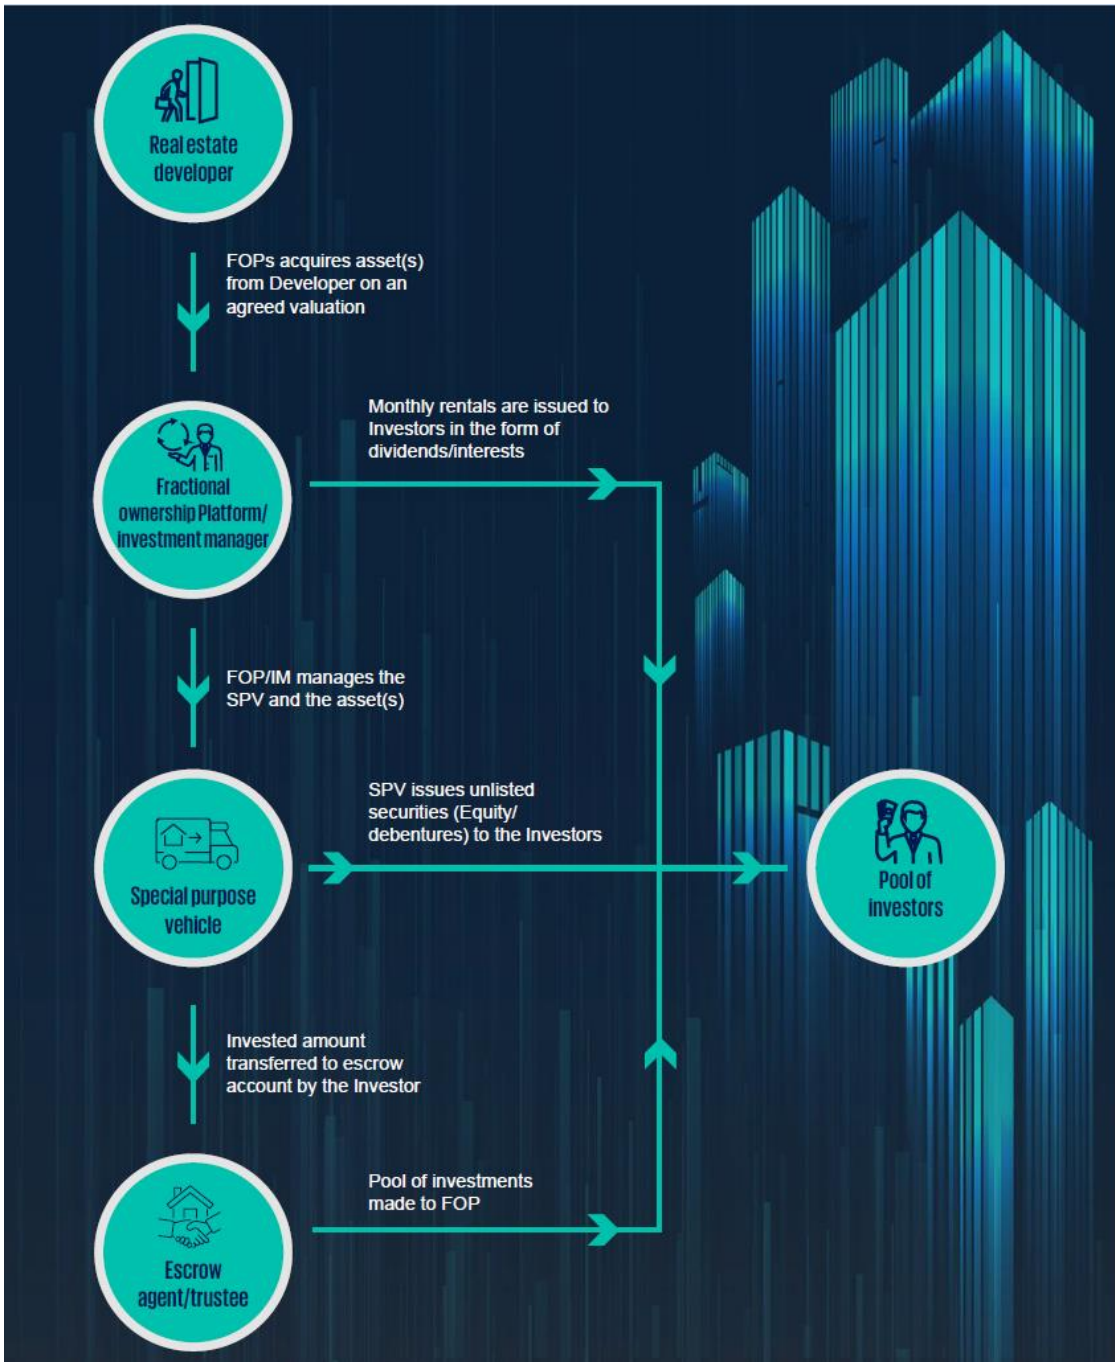 Real estate
developer
FOPs acquires asset(s)
from Developer on an
agreed valuation
Monthly rentals are issued to
Investors in the form of
dividends/interests
Fractional
ownership Platform/
investment manager
FOP/IM manages the
SPV and the asset(s)
SPV issues unlisted
securities (Equity/
debentures) to the Investors
Special purpose
vehicle
Pool of
investors
Invested amount
transferred to escrow
account by the Investor
Pool of investments
made to FOP
Escrow
agent/trustee